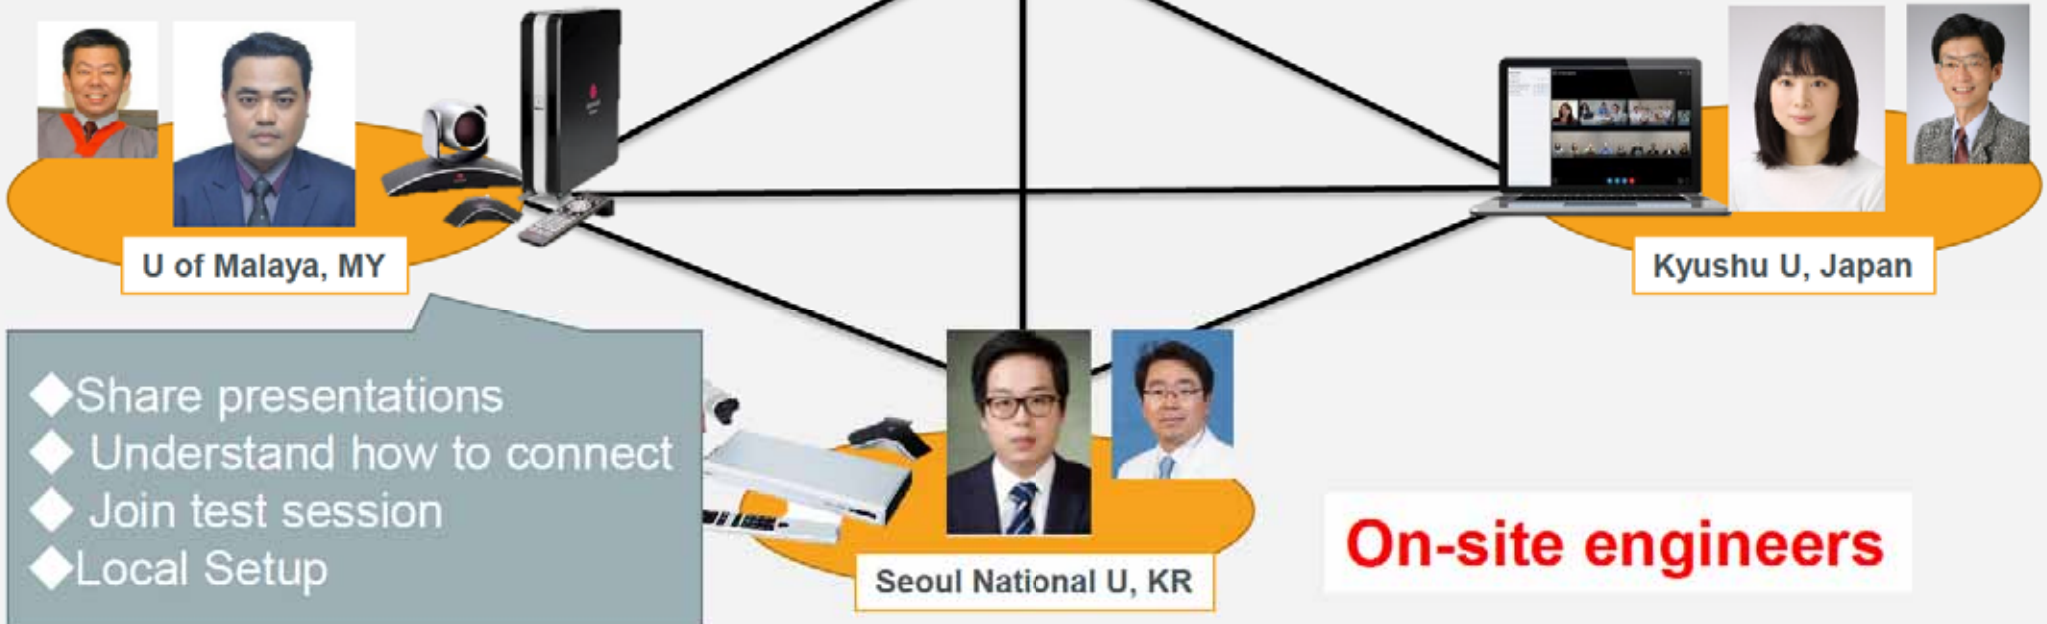 U of Malaya, MY
Kyushu U, Japan
◆Share presentations
◆ Understand how to connect
◆ Join test session
◆Local Setup
Seoul National U, KR
On-site engineers